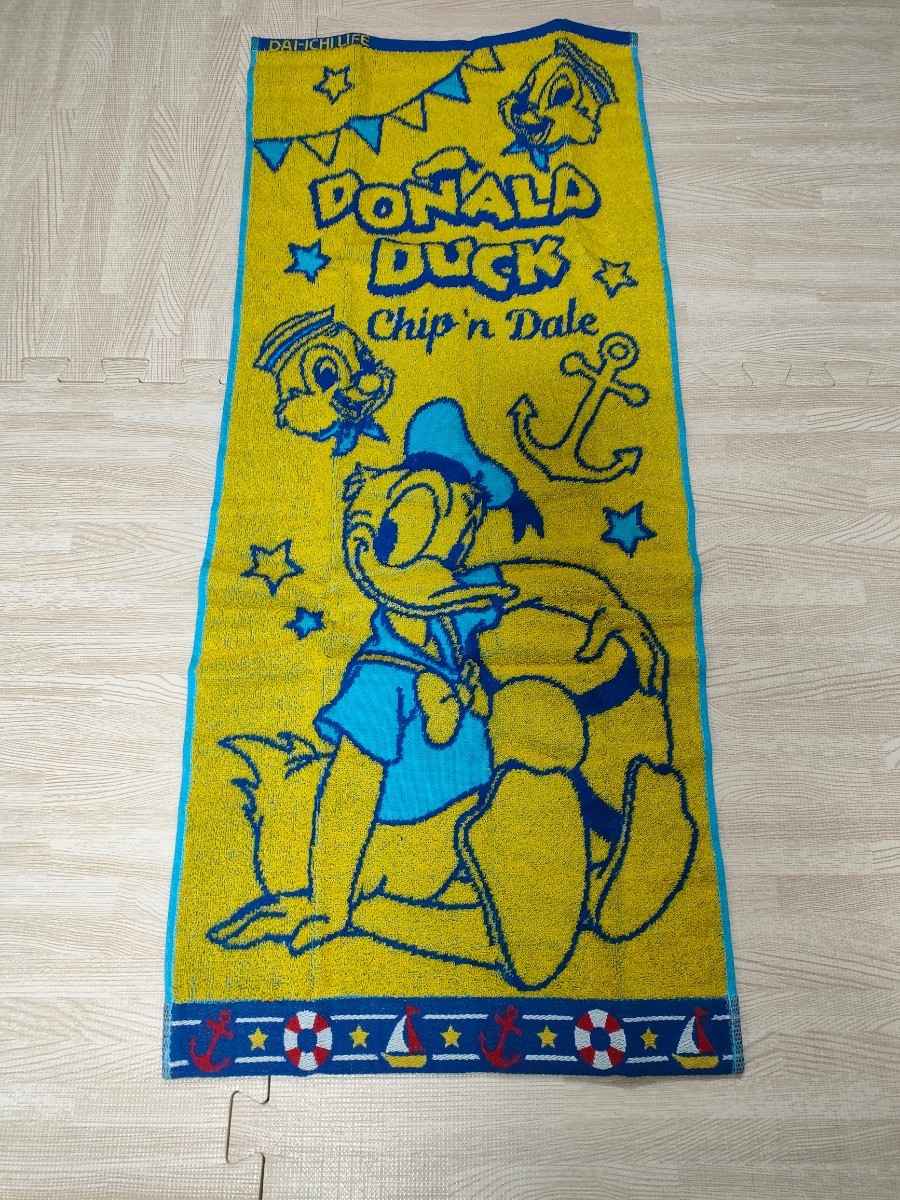 DAI-ICHI LIFE
DONALD
DUCK
Chip 'n Dale